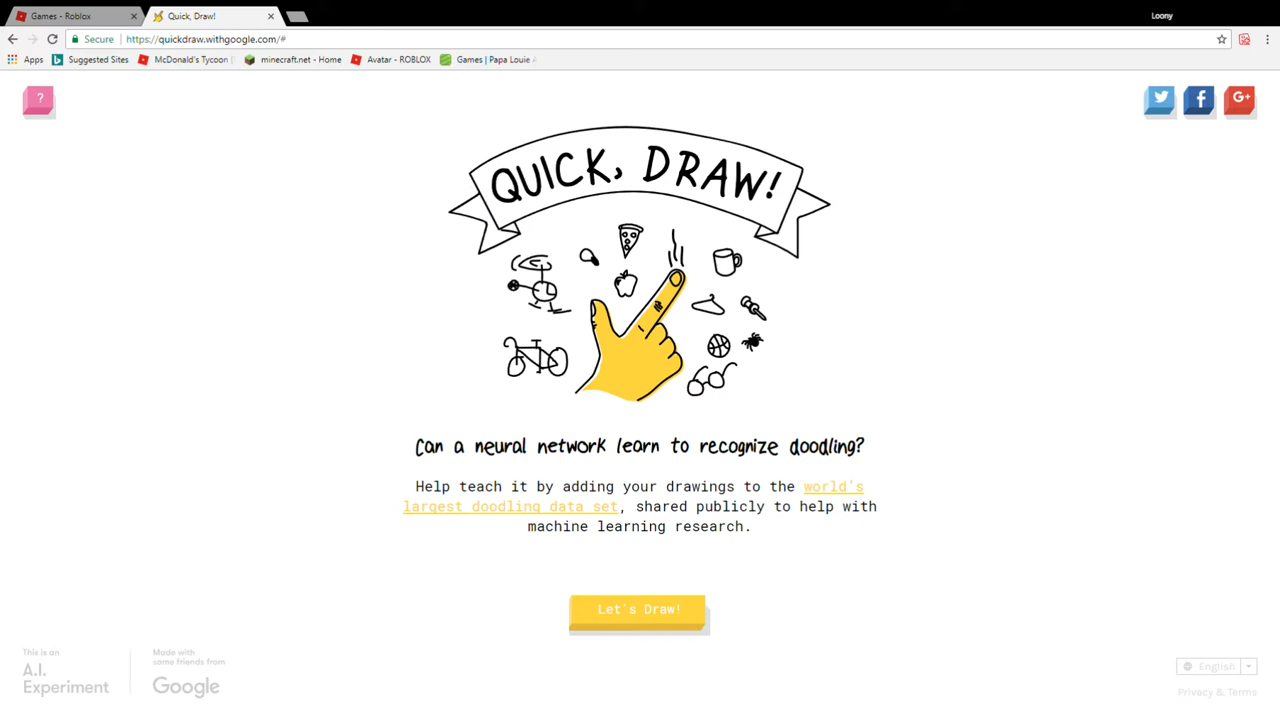 Games - Roblox
Quick, Draw!
Loony
Secure
https://quickdraw.withgoogle.com/#
Apps
Suggested Sites
McDonald's Tycoon
minecraft.net - Home
Avatar - ROBLOX
Games | Papa Louie
?
G+
QUICK, DRAW!
Can a neural network learn to recognize doodling?
Help teach it by adding your drawings to the world's
largest doodling data set, shared publicly to help with
machine learning research.
Let's Draw!
This is an
A.I.
Experiment
Made with
some friends from
Google
English
Privacy & Terms